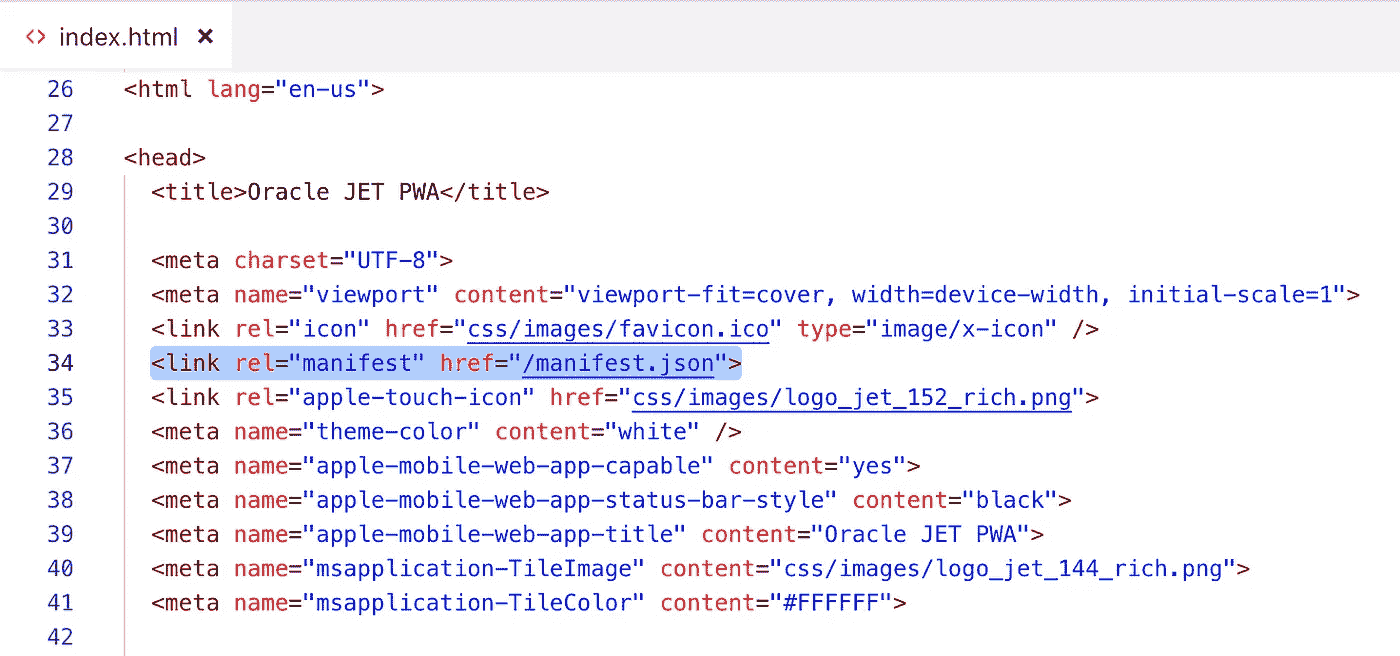 <> index.html ×
26 <html lang="en-us">
27
28 <head>
29 <title>Oracle JET PWA</title>
30
31 <meta charset="UTF-8">
32 <meta name="viewport" content="viewport-fit=cover, width=device-width, initial-scale=1">
33 <link rel="icon" href="css/images/favicon.ico" type="image/x-icon" />
34 <link rel="manifest" href="/manifest.json">
35 <link rel="apple-touch-icon" href="css/images/logo_jet_152_rich.png">
36 <meta name="theme-color" content="white" />
37 <meta name="apple-mobile-web-app-capable" content="yes">
38 <meta name="apple-mobile-web-app-status-bar-style" content="black">
39 <meta name="apple-mobile-web-app-title" content="Oracle JET PWA">
40 <meta name="msapplication-TileImage" content="css/images/logo_jet_144_rich.png">
41 <meta name="msapplication-TileColor" content="#FFFFFF">
42